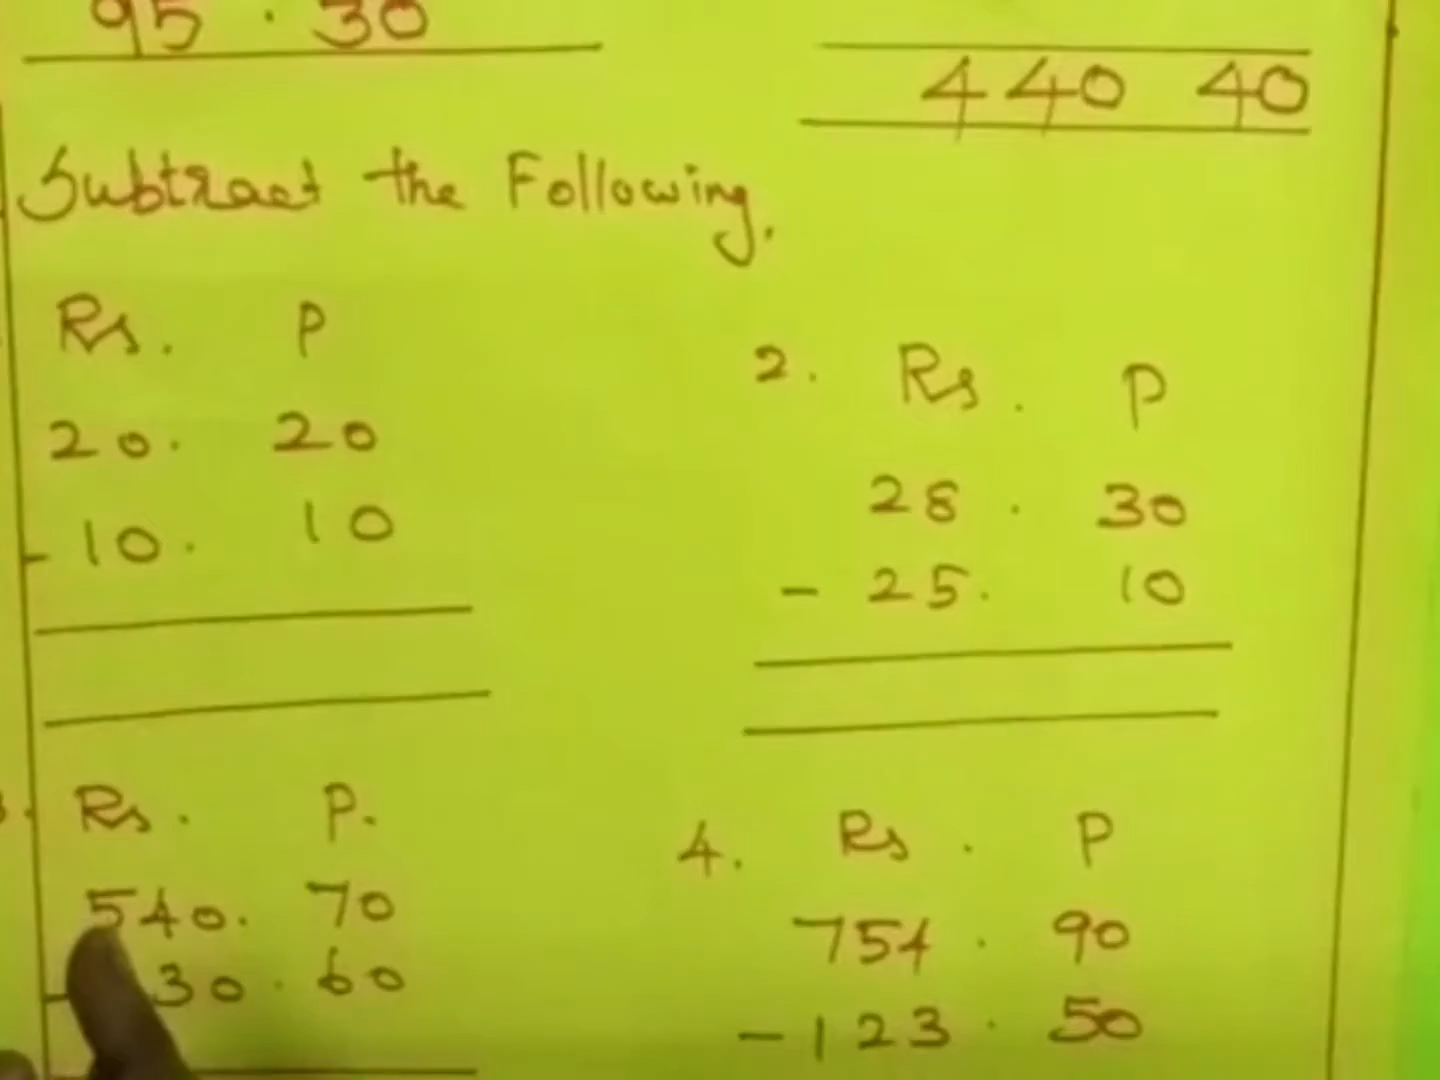 95 . 30
440 40
Subtract the Following.
Rs. P
20. 20
- 10. 10
2. Rs. P
28 . 30
- 25. 10
Rs. P.
540. 70
- 30 . 60
4. Rs . P
754 . 90
- 123 . 50